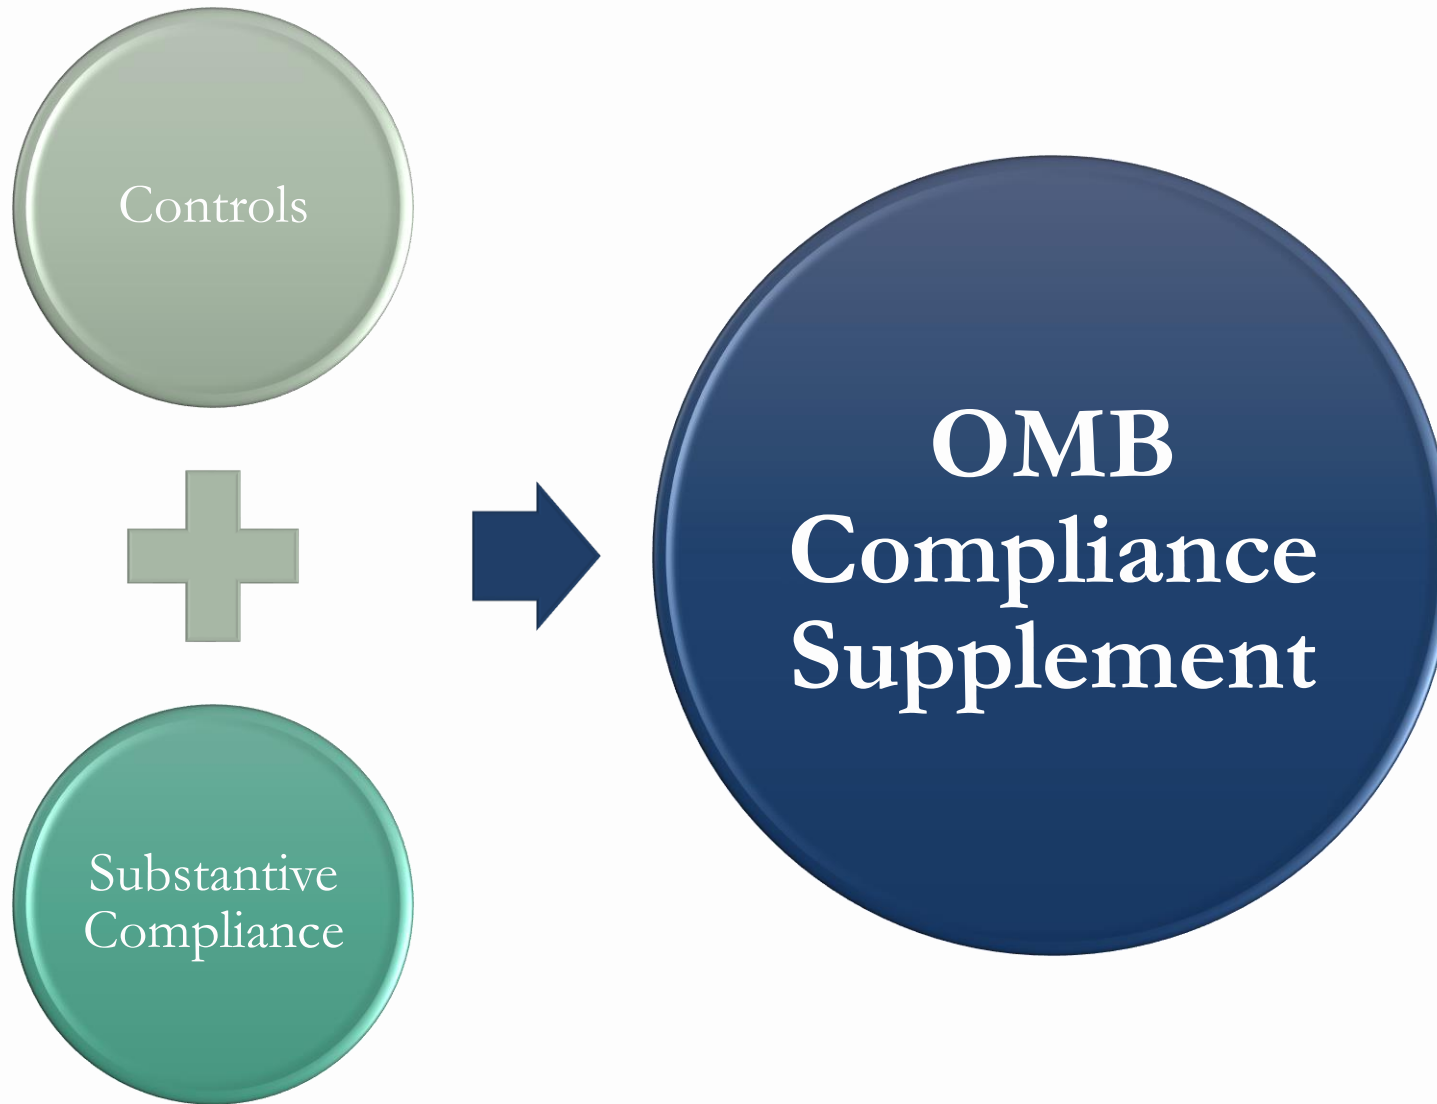 Controls
Substantive
Compliance
OMB
Compliance
Supplement